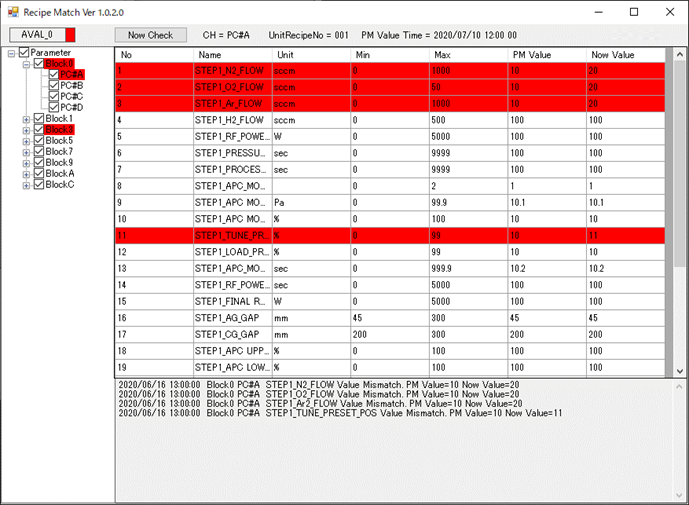 Recipe Match Ver 1.0.2.0
AVAL_0 Now Check CH = PC#A UnitRecipeNo = 001 PM Value Time = 2020/07/10 12:00 00
Parameter
Block0
PC#A
PC#B
PC#C
PC#D
Block1
Block3
Block5
Block7
Block9
BlockA
BlockC
No Name Unit Min Max PM Value Now Value
1 STEP1_N2_FLOW sccm 0 1000 10 20
2 STEP1_O2_FLOW sccm 0 50 10 20
3 STEP1_Ar_FLOW sccm 0 1000 10 20
4 STEP1_H2_FLOW sccm 0 500 100 100
5 STEP1_RF_POWE... W 0 5000 100 100
6 STEP1_PRESSU... sec 0 9999 100 100
7 STEP1_PROCES... sec 0 9999 100 100
8 STEP1_APC_MO... 0 2 1 1
9 STEP1_APC MO... Pa 0 99.9 10.1 10.1
10 STEP1_APC MO... % 0 100 10 10
11 STEP1_TUNE_PR... % 0 99 10 11
12 STEP1_LOAD_PR... % 0 99 10 10
13 STEP1_APC_MO... sec 0 999.9 10.2 10.2
14 STEP1_RF_POWE... sec 0 5000 100 100
15 STEP1_FINAL R... W 0 5000 100 100
16 STEP1_AG_GAP mm 45 300 45 45
17 STEP1_CG_GAP mm 200 300 200 200
18 STEP1_APC UPP... % 0 100 100 100
19 STEP1_APC LOW... % 0 100 100 100
2020/06/16 13:00:00 Block0 PC#A STEP1_N2_FLOW Value Mismatch. PM Value=10 Now Value=20
2020/06/16 13:00:00 Block0 PC#A STEP1_O2_FLOW Value Mismatch. PM Value=10 Now Value=20
2020/06/16 13:00:00 Block0 PC#A STEP1_Ar2_FLOW Value Mismatch. PM Value=10 Now Value=20
2020/06/16 13:00:00 Block0 PC#A STEP1_TUNE_PRESET_POS Value Mismatch. PM Value=10 Now Value=11